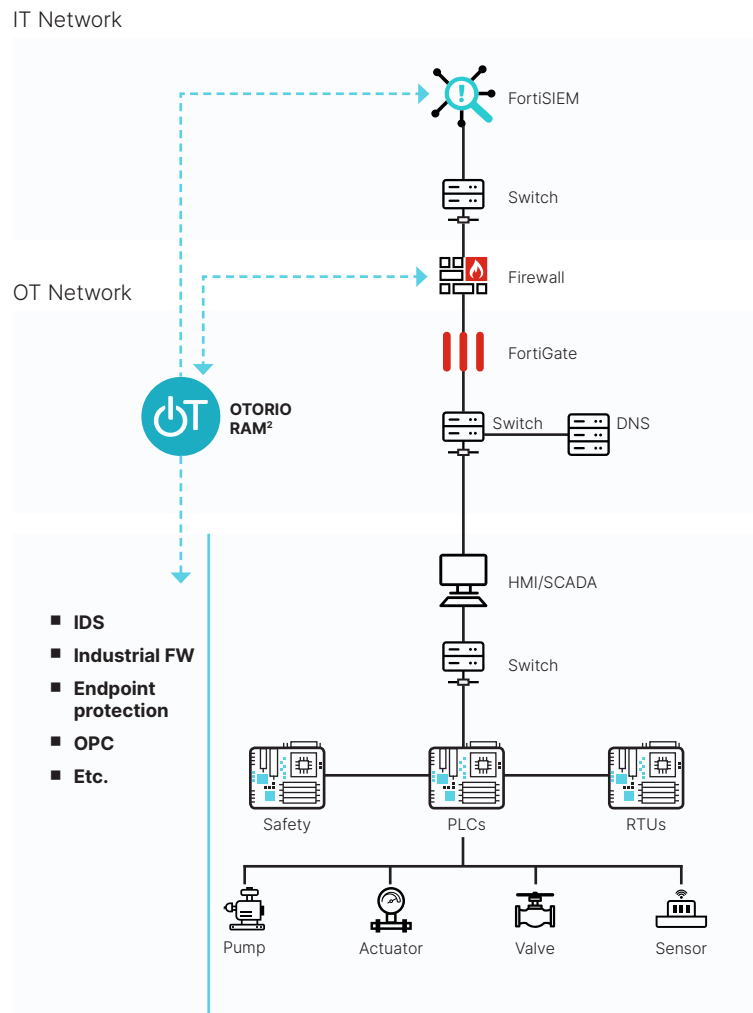 IT Network
FortiSIEM
Switch
Firewall
OT Network
FortiGate
OT
OTORIO
RAM²
Switch
DNS
HMI/SCADA
IDS
Industrial FW
Endpoint
protection
OPC
Etc.
Switch
Safety
PLCs
RTUs
Pump
Actuator
Valve
Sensor